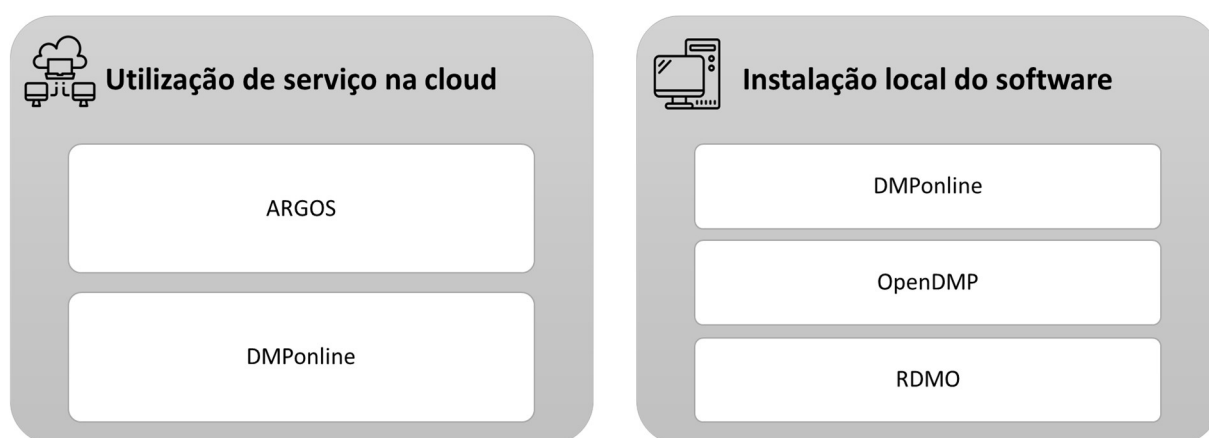 Utilização de serviço na cloud
ARGOS
DMPonline
Instalação local do software
DMPonline
OpenDMP
RDMO